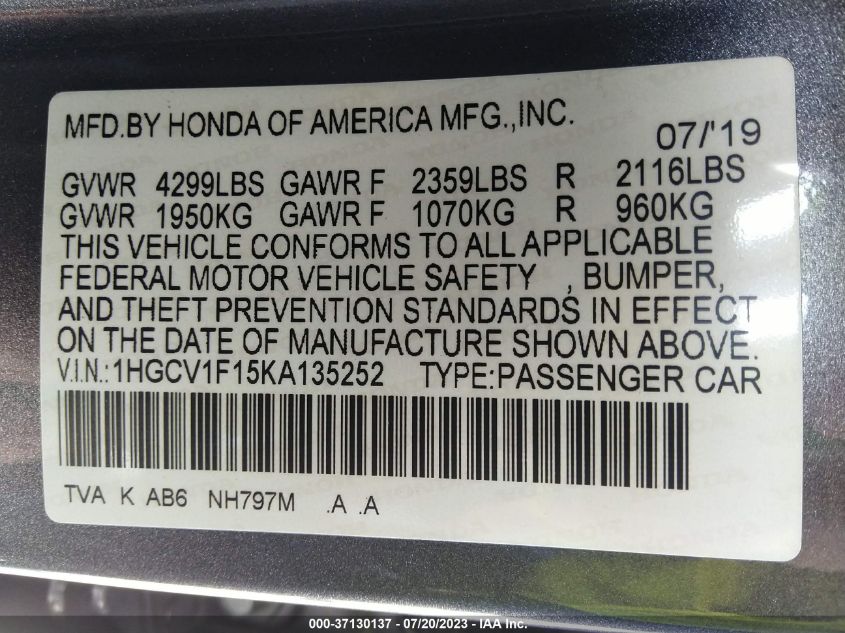 MFD.BY HONDA OF AMERICA MFG.,INC. 07/'19
GVWR 4299LBS GAWR F 2359LBS R 2116LBS
GVWR 1950KG GAWR F 1070KG R 960KG
THIS VEHICLE CONFORMS TO ALL APPLICABLE
FEDERAL MOTOR VEHICLE SAFETY , BUMPER,
AND THEFT PREVENTION STANDARDS IN EFFECT
ON THE DATE OF MANUFACTURE SHOWN ABOVE.
V.I.N.:1HGCV1F15KA135252 TYPE:PASSENGER CAR
TVA K AB6 NH797M .A .A
000-37130137 - 07/20/2023 - IAA Inc.